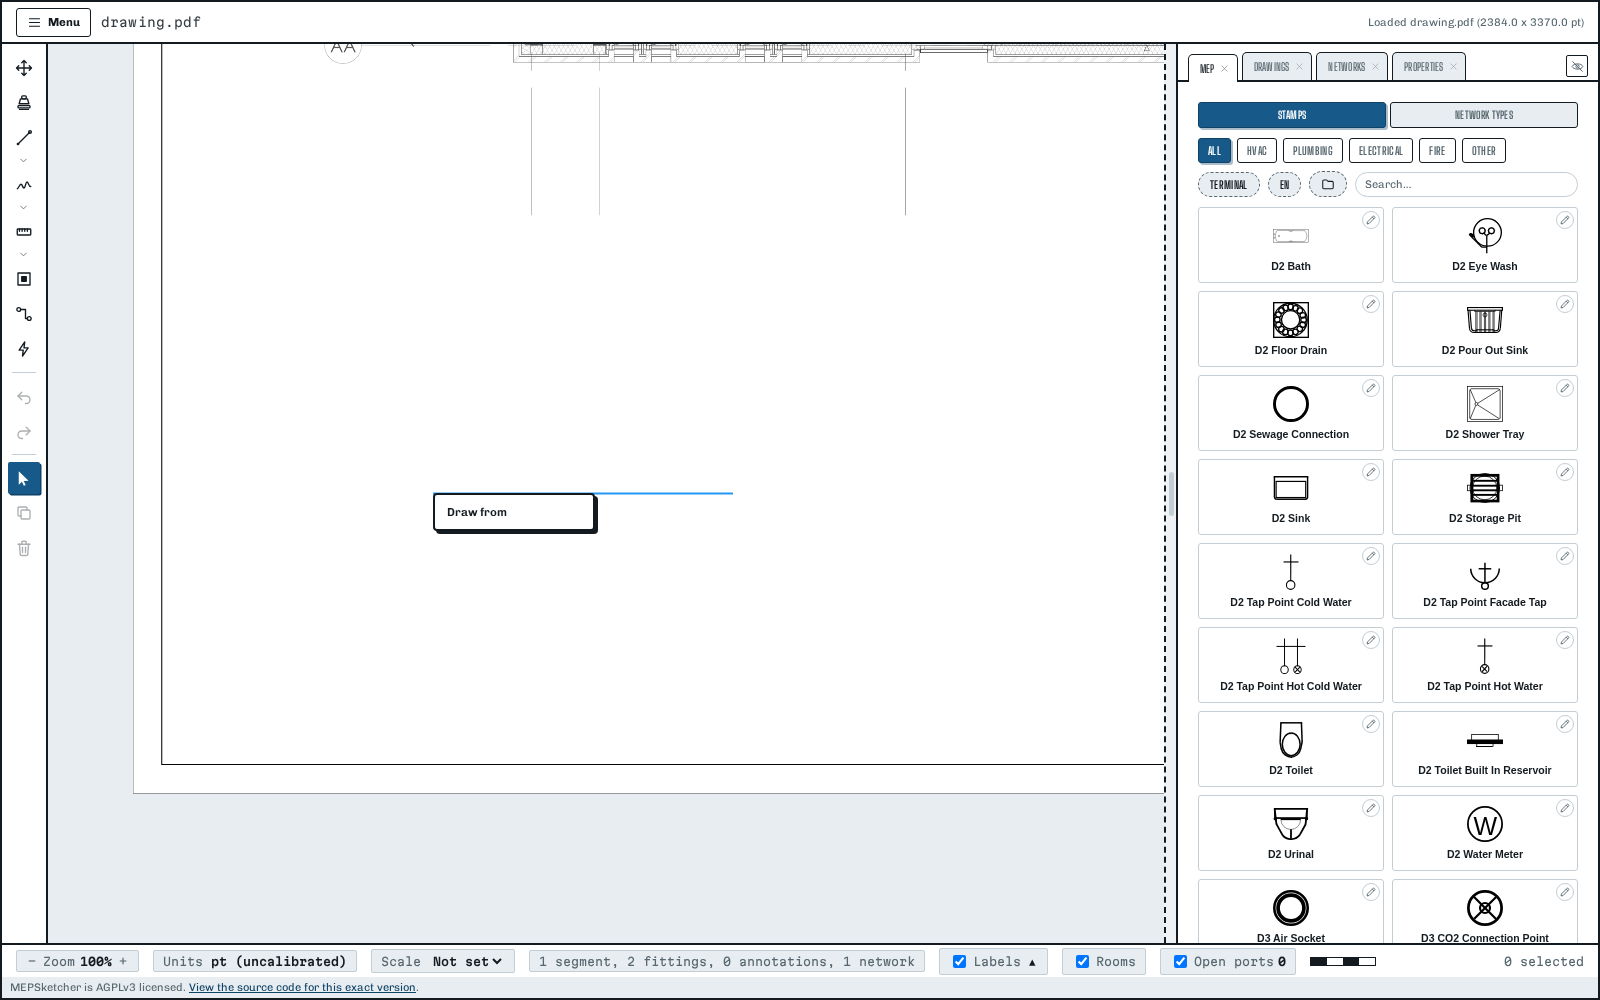 Menu
drawing.pdf
Loaded drawing.pdf (2384.0 x 3370.0 pt)
AA
MEP
DRAWINGS
NETWORKS
PROPERTIES
STAMPS
NETWORK TYPES
ALL
HVAC
PLUMBING
ELECTRICAL
FIRE
OTHER
TERMINAL
EN
Search...
D2 Bath
D2 Eye Wash
D2 Floor Drain
D2 Pour Out Sink
D2 Sewage Connection
D2 Shower Tray
D2 Sink
D2 Storage Pit
D2 Tap Point Cold Water
D2 Tap Point Facade Tap
D2 Tap Point Hot Cold Water
D2 Tap Point Hot Water
D2 Toilet
D2 Toilet Built In Reservoir
D2 Urinal
W
D2 Water Meter
D3 Air Socket
D3 CO2 Connection Point
Draw from
− Zoom 100% +
Units pt (uncalibrated)
Scale Not set
1 segment, 2 fittings, 0 annotations, 1 network
Labels ▲
Rooms
Open ports 0
0 selected
MEPSketcher is AGPLv3 licensed. View the source code for this exact version.